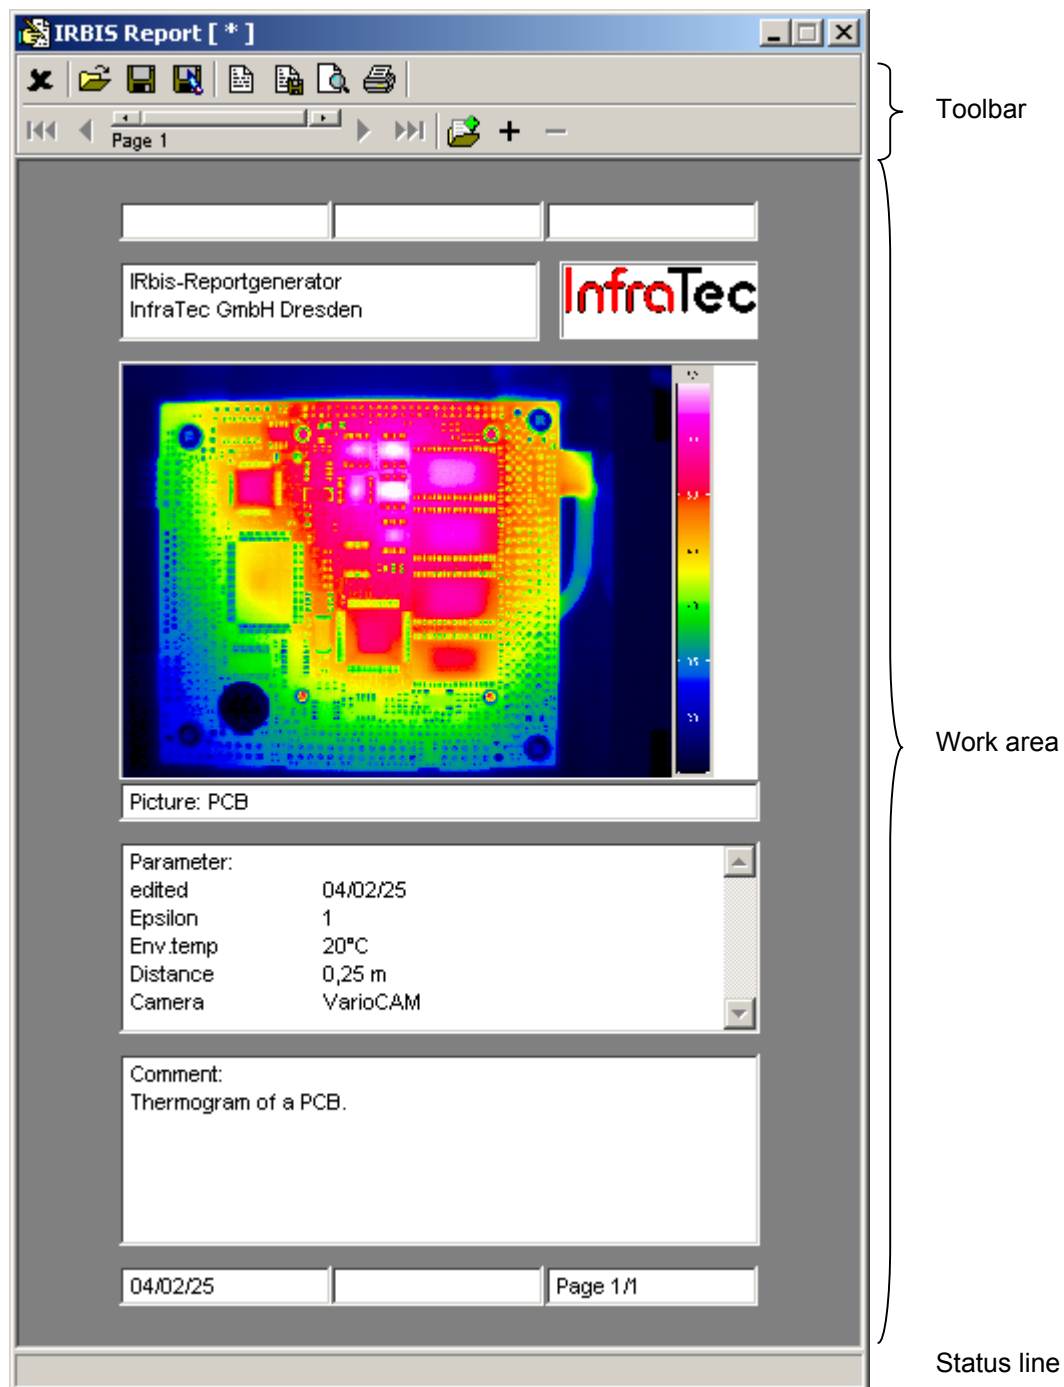 IRBIS Report [ * ]
Toolbar
Page 1
IRbis-Reportgenerator
InfraTec GmbH Dresden
InfraTec
Work area
Picture: PCB
Parameter:
edited 04/02/25
Epsilon 1
Env.temp 20°C
Distance 0,25 m
Camera VarioCAM
Comment:
Thermogram of a PCB.
04/02/25 Page 1/1
Status line